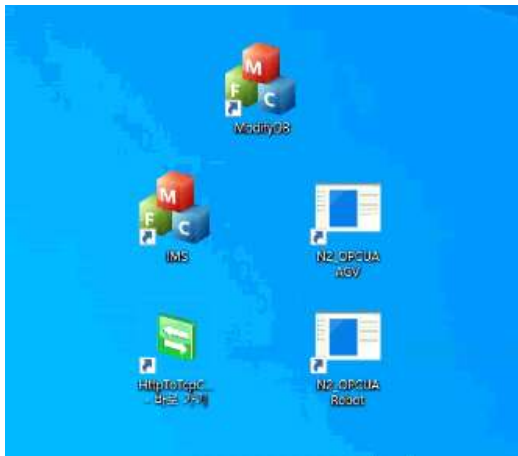 M
F
C
ModifyDB
M
F
C
IMS
N2_OPCUA
AGV
HttpToTcpC...
- 바로 가기
N2_OPCUA
Robot